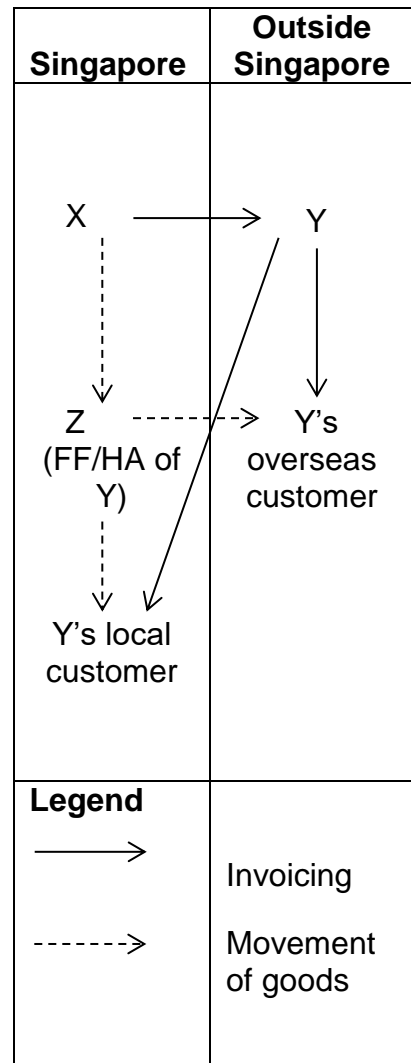 Singapore
Outside
Singapore
X
Y
Z
(FF/HA of
Y)
Y’s
overseas
customer
Y’s local
customer
Legend
Invoicing
Movement
of goods